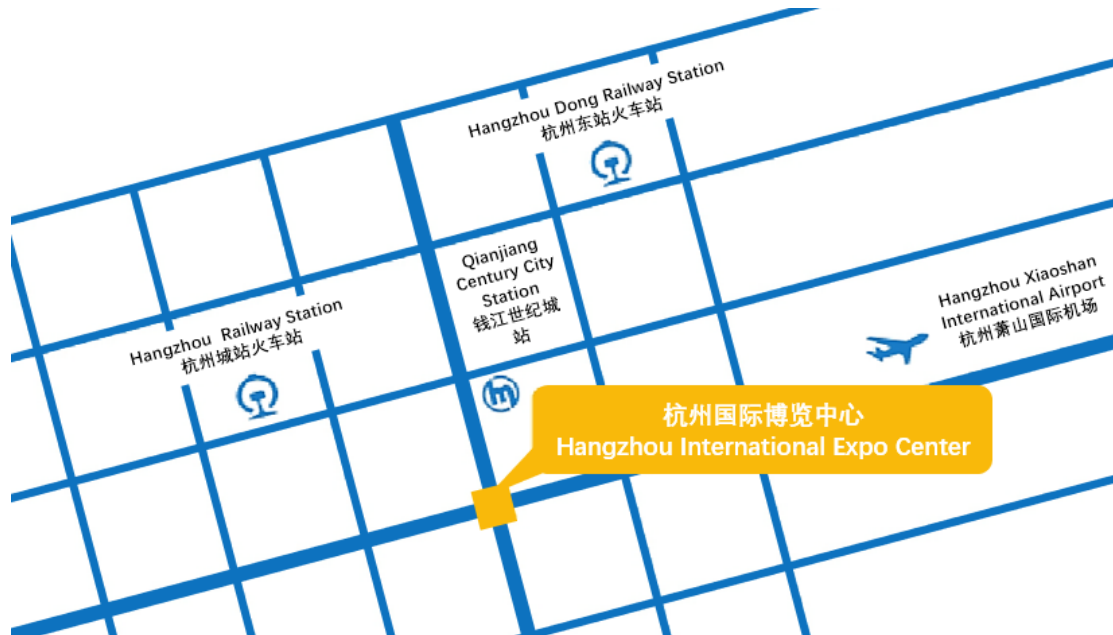 Hangzhou Dong Railway Station
杭州东站火车站
Qianjiang
Century City
Station
钱江世纪城
站
Hangzhou Railway Station
杭州城站火车站
Hangzhou Xiaoshan
International Airport
杭州萧山国际机场
杭州国际博览中心
Hangzhou International Expo Center